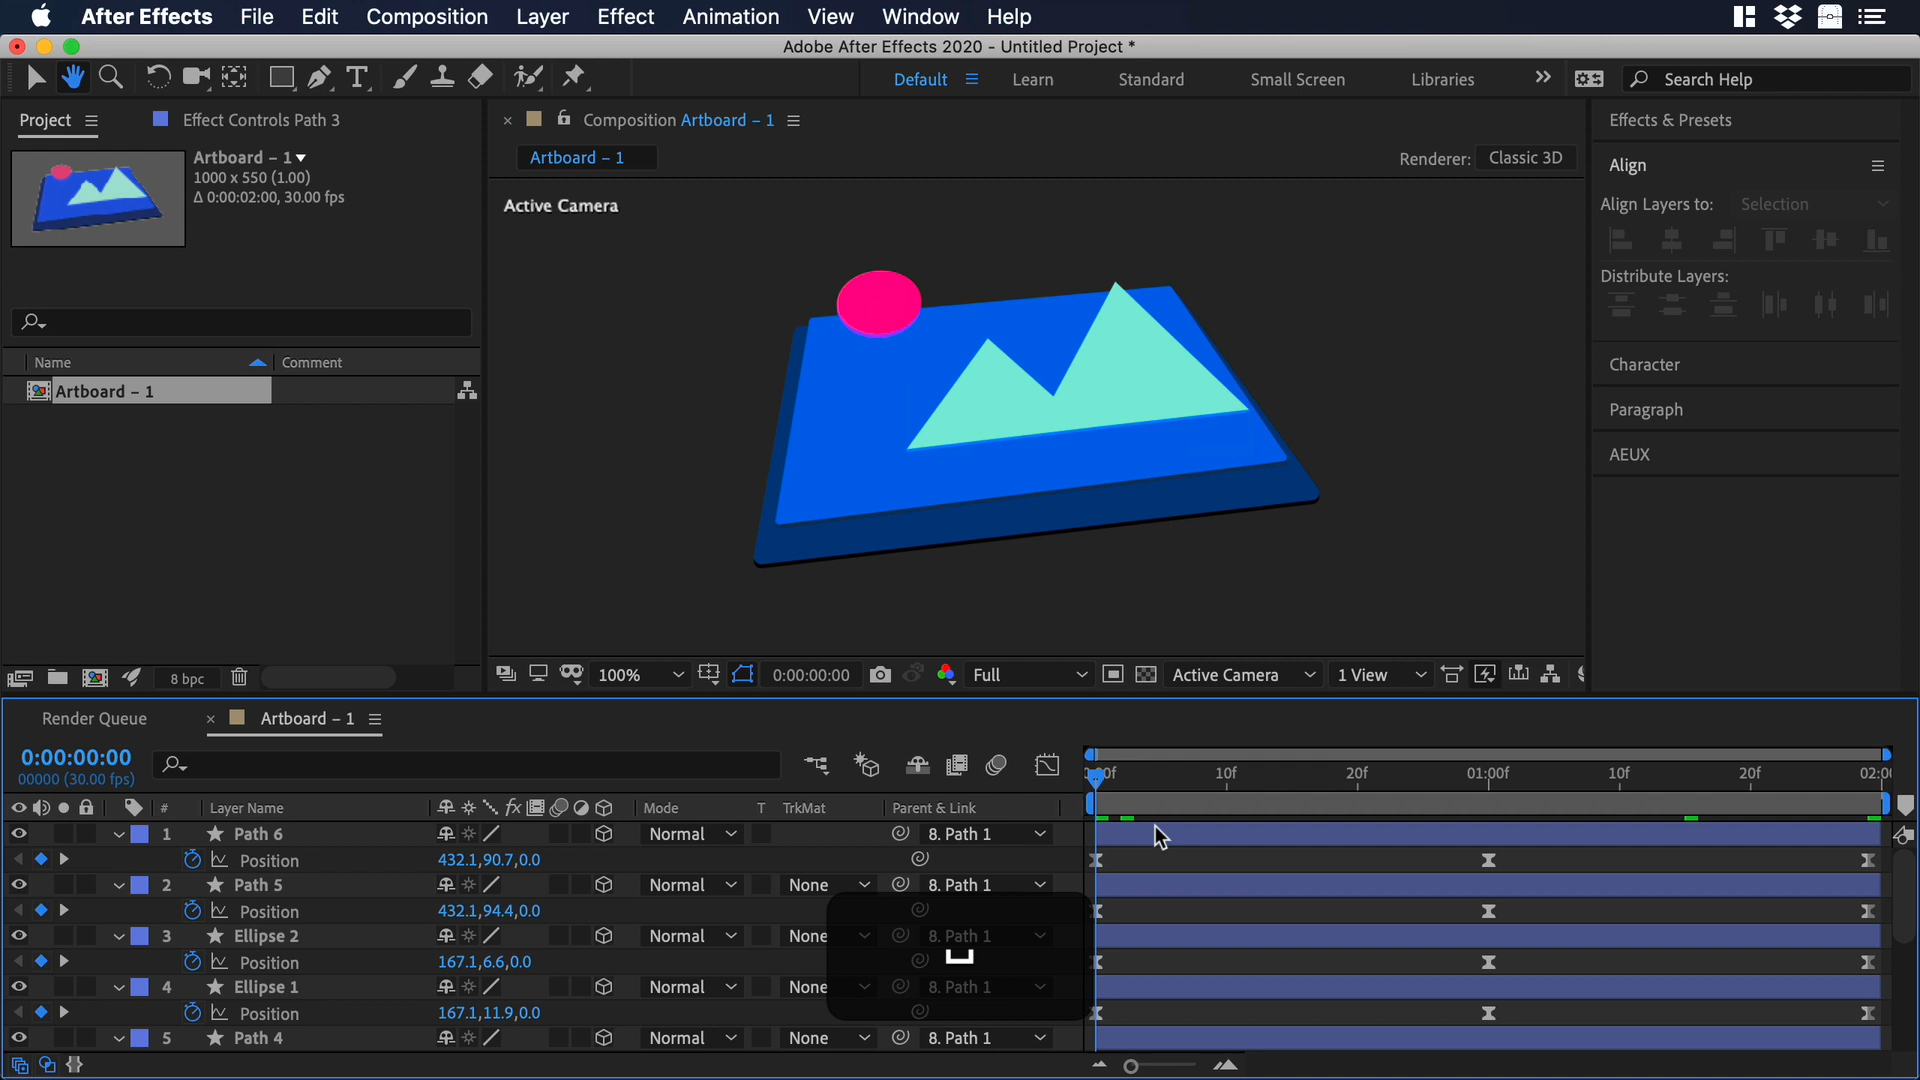 After Effects File Edit Composition Layer Effect Animation View Window Help
Adobe After Effects 2020 - Untitled Project *
Default Learn Standard Small Screen Libraries Search Help
Project Effect Controls Path 3
Composition Artboard – 1
Effects & Presets
Artboard – 1
1000 x 550 (1.00)
Δ 0:00:02:00, 30.00 fps
Artboard – 1
Renderer: Classic 3D
Align
Active Camera
Align Layers to: Selection
Distribute Layers:
Name Comment
Artboard – 1
Character
Paragraph
AEUX
8 bpc
100% 0:00:00:00 Full Active Camera 1 View
Render Queue Artboard – 1
0:00:00:00
00000 (30.00 fps)
10f 20f 01:00f 10f 20f
# Layer Name fx Mode T TrkMat Parent & Link
1 Path 6 Normal 8. Path 1
Position 432.1,90.7,0.0
2 Path 5 Normal None 8. Path 1
Position 432.1,94.4,0.0
3 Ellipse 2 Normal None 8. Path 1
Position 167.1,6.6,0.0
4 Ellipse 1 Normal None 8. Path 1
Position 167.1,11.9,0.0
5 Path 4 Normal None 8. Path 1